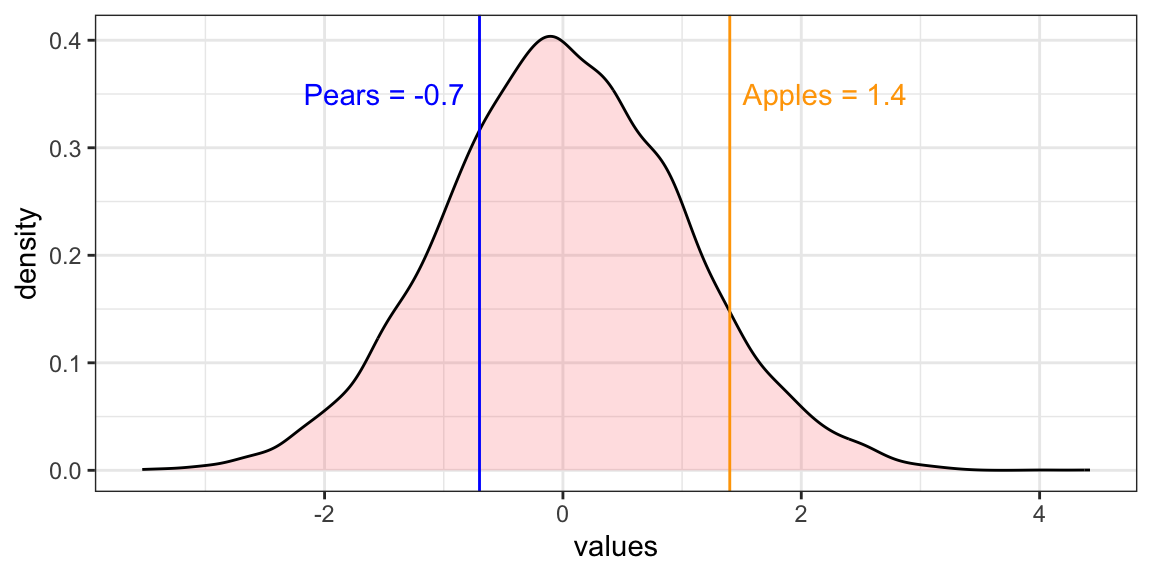 0.4
Pears = -0.7
Apples = 1.4
0.3
density
0.2
0.1
0.0
-2
0
2
4
values